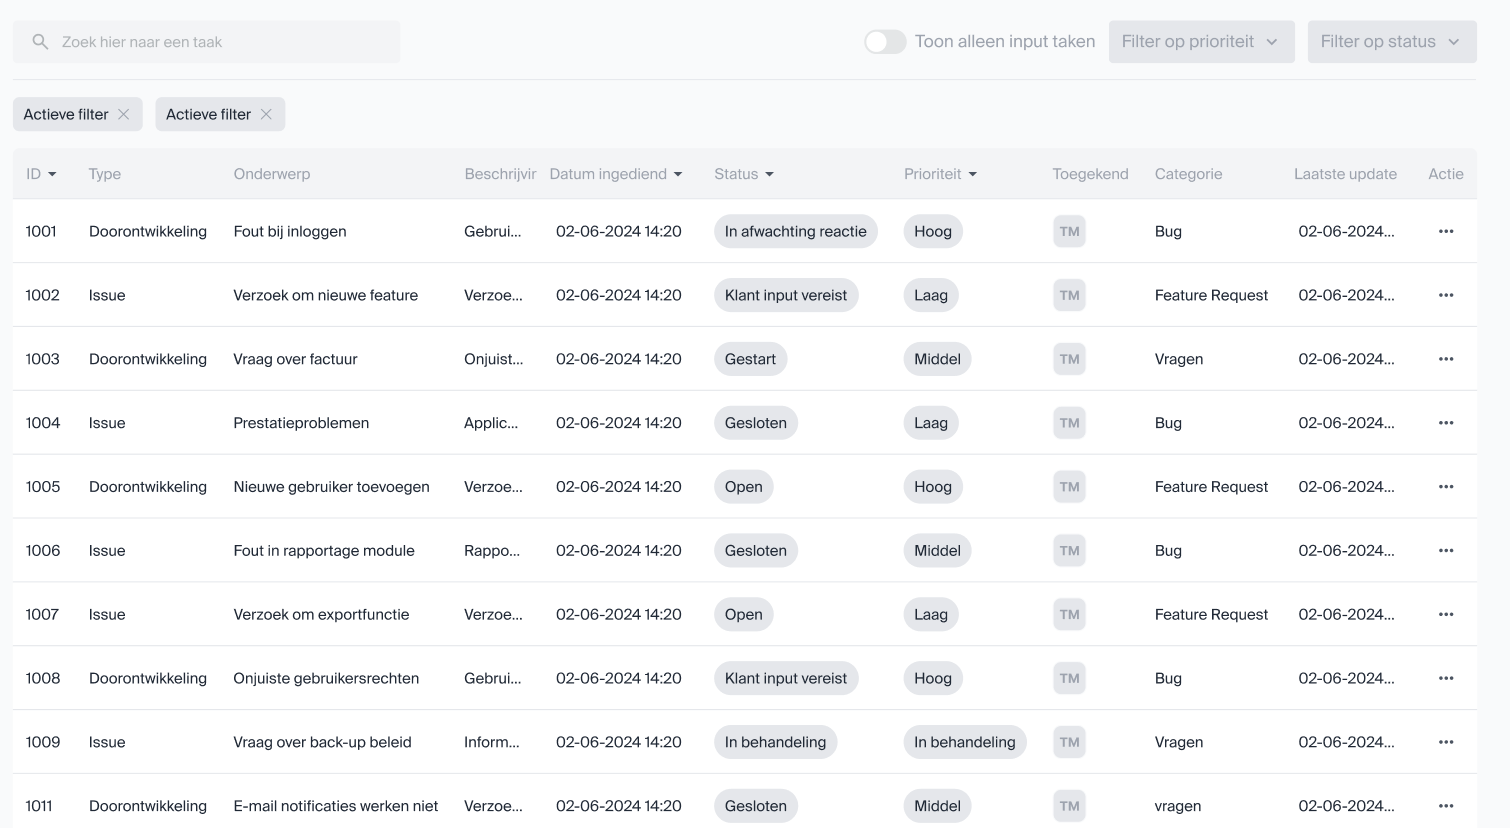 Zoek hier naar een taak Toon alleen input taken Filter op prioriteit Filter op status
Actieve filter Actieve filter
ID Type Onderwerp Beschrijvir Datum ingediend Status Prioriteit Toegekend Categorie Laatste update Actie
1001 Doorontwikkeling Fout bij inloggen Gebrui... 02-06-2024 14:20 In afwachting reactie Hoog TM Bug 02-06-2024... ...
1002 Issue Verzoek om nieuwe feature Verzoe... 02-06-2024 14:20 Klant input vereist Laag TM Feature Request 02-06-2024... ...
1003 Doorontwikkeling Vraag over factuur Onjuist... 02-06-2024 14:20 Gestart Middel TM Vragen 02-06-2024... ...
1004 Issue Prestatieproblemen Applic... 02-06-2024 14:20 Gesloten Laag TM Bug 02-06-2024... ...
1005 Doorontwikkeling Nieuwe gebruiker toevoegen Verzoe... 02-06-2024 14:20 Open Hoog TM Feature Request 02-06-2024... ...
1006 Issue Fout in rapportage module Rappo... 02-06-2024 14:20 Gesloten Middel TM Bug 02-06-2024... ...
1007 Issue Verzoek om exportfunctie Verzoe... 02-06-2024 14:20 Open Laag TM Feature Request 02-06-2024... ...
1008 Doorontwikkeling Onjuiste gebruikersrechten Gebrui... 02-06-2024 14:20 Klant input vereist Hoog TM Bug 02-06-2024... ...
1009 Issue Vraag over back-up beleid Inform... 02-06-2024 14:20 In behandeling In behandeling TM Vragen 02-06-2024... ...
1011 Doorontwikkeling E-mail notificaties werken niet Verzoe... 02-06-2024 14:20 Gesloten Middel TM vragen 02-06-2024... ...